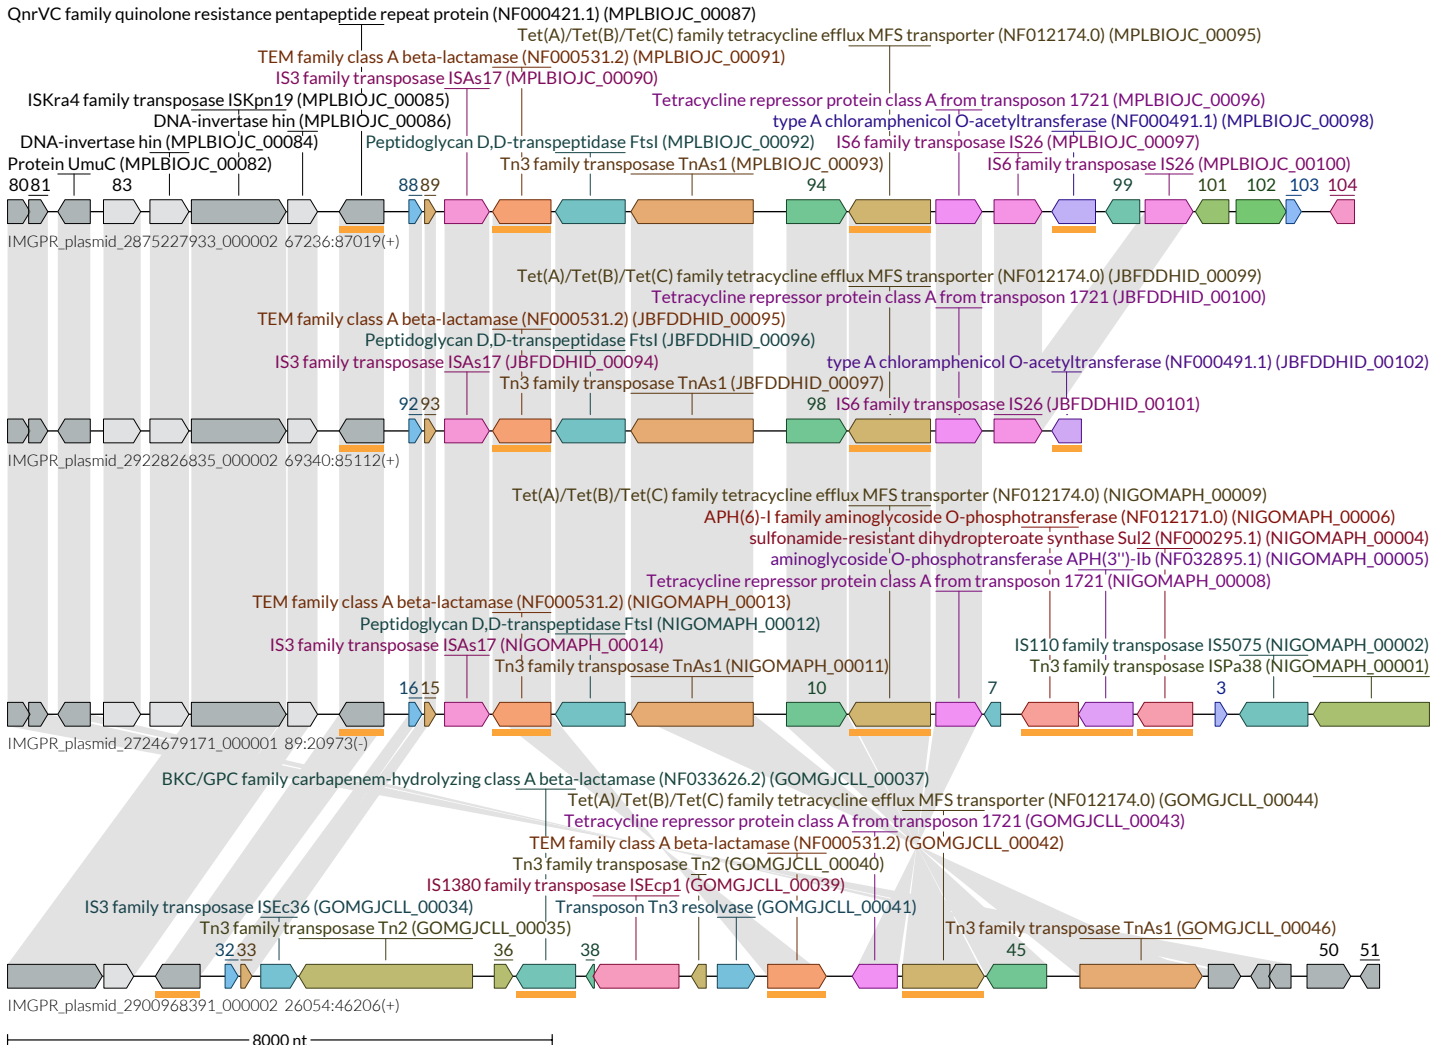 QnrVC family quinolone resistance pentapeptide repeat protein (NF000421.1) (MPLBIOJC_00087)
Tet(A)/Tet(B)/Tet(C) family tetracycline efflux MFS transporter (NF012174.0) (MPLBIOJC_00095)
TEM family class A beta-lactamase (NF000531.2) (MPLBIOJC_00091)
IS3 family transposase ISAs17 (MPLBIOJC_00090)
ISKra4 family transposase ISKpn19 (MPLBIOJC_00085) Tetracycline repressor protein class A from transposon 1721 (MPLBIOJC_00096)
DNA-invertase hin (MPLBIOJC_00086) type A chloramphenicol O-acetyltransferase (NF000491.1) (MPLBIOJC_00098)
DNA-invertase hin (MPLBIOJC_00084) Peptidoglycan D,D-transpeptidase FtsI (MPLBIOJC_00092) IS6 family transposase IS26 (MPLBIOJC_00097)
Protein UmuC (MPLBIOJC_00082) Tn3 family transposase TnAs1 (MPLBIOJC_00093) IS6 family transposase IS26 (MPLBIOJC_00100)
80 81 83 88 89 94 99 101 102 103 104
IMGPR_plasmid_2875227933_000002 67236:87019(+)
Tet(A)/Tet(B)/Tet(C) family tetracycline efflux MFS transporter (NF012174.0) (JBFDDHID_00099)
Tetracycline repressor protein class A from transposon 1721 (JBFDDHID_00100)
TEM family class A beta-lactamase (NF000531.2) (JBFDDHID_00095)
Peptidoglycan D,D-transpeptidase FtsI (JBFDDHID_00096)
IS3 family transposase ISAs17 (JBFDDHID_00094) type A chloramphenicol O-acetyltransferase (NF000491.1) (JBFDDHID_00102)
Tn3 family transposase TnAs1 (JBFDDHID_00097)
92 93 98 IS6 family transposase IS26 (JBFDDHID_00101)
IMGPR_plasmid_2922826835_000002 69340:85112(+)
Tet(A)/Tet(B)/Tet(C) family tetracycline efflux MFS transporter (NF012174.0) (NIGOMAPH_00009)
APH(6)-I family aminoglycoside O-phosphotransferase (NF012171.0) (NIGOMAPH_00006)
sulfonamide-resistant dihydropteroate synthase Sul2 (NF000295.1) (NIGOMAPH_00004)
aminoglycoside O-phosphotransferase APH(3'')-Ib (NF032895.1) (NIGOMAPH_00005)
Tetracycline repressor protein class A from transposon 1721 (NIGOMAPH_00008)
TEM family class A beta-lactamase (NF000531.2) (NIGOMAPH_00013)
Peptidoglycan D,D-transpeptidase FtsI (NIGOMAPH_00012)
IS3 family transposase ISAs17 (NIGOMAPH_00014) IS110 family transposase IS5075 (NIGOMAPH_00002)
Tn3 family transposase TnAs1 (NIGOMAPH_00011) Tn3 family transposase ISPa38 (NIGOMAPH_00001)
16 15 10 7 3
IMGPR_plasmid_2724679171_000001 89:20973(-)
BKC/GPC family carbapenem-hydrolyzing class A beta-lactamase (NF033626.2) (GOMGJCLL_00037)
Tet(A)/Tet(B)/Tet(C) family tetracycline efflux MFS transporter (NF012174.0) (GOMGJCLL_00044)
Tetracycline repressor protein class A from transposon 1721 (GOMGJCLL_00043)
TEM family class A beta-lactamase (NF000531.2) (GOMGJCLL_00042)
Tn3 family transposase Tn2 (GOMGJCLL_00040)
IS1380 family transposase ISEcp1 (GOMGJCLL_00039)
IS3 family transposase ISEc36 (GOMGJCLL_00034) Transposon Tn3 resolvase (GOMGJCLL_00041)
Tn3 family transposase Tn2 (GOMGJCLL_00035) Tn3 family transposase TnAs1 (GOMGJCLL_00046)
32 33 36 38 45 50 51
IMGPR_plasmid_2900968391_000002 26054:46206(+)
8000 nt